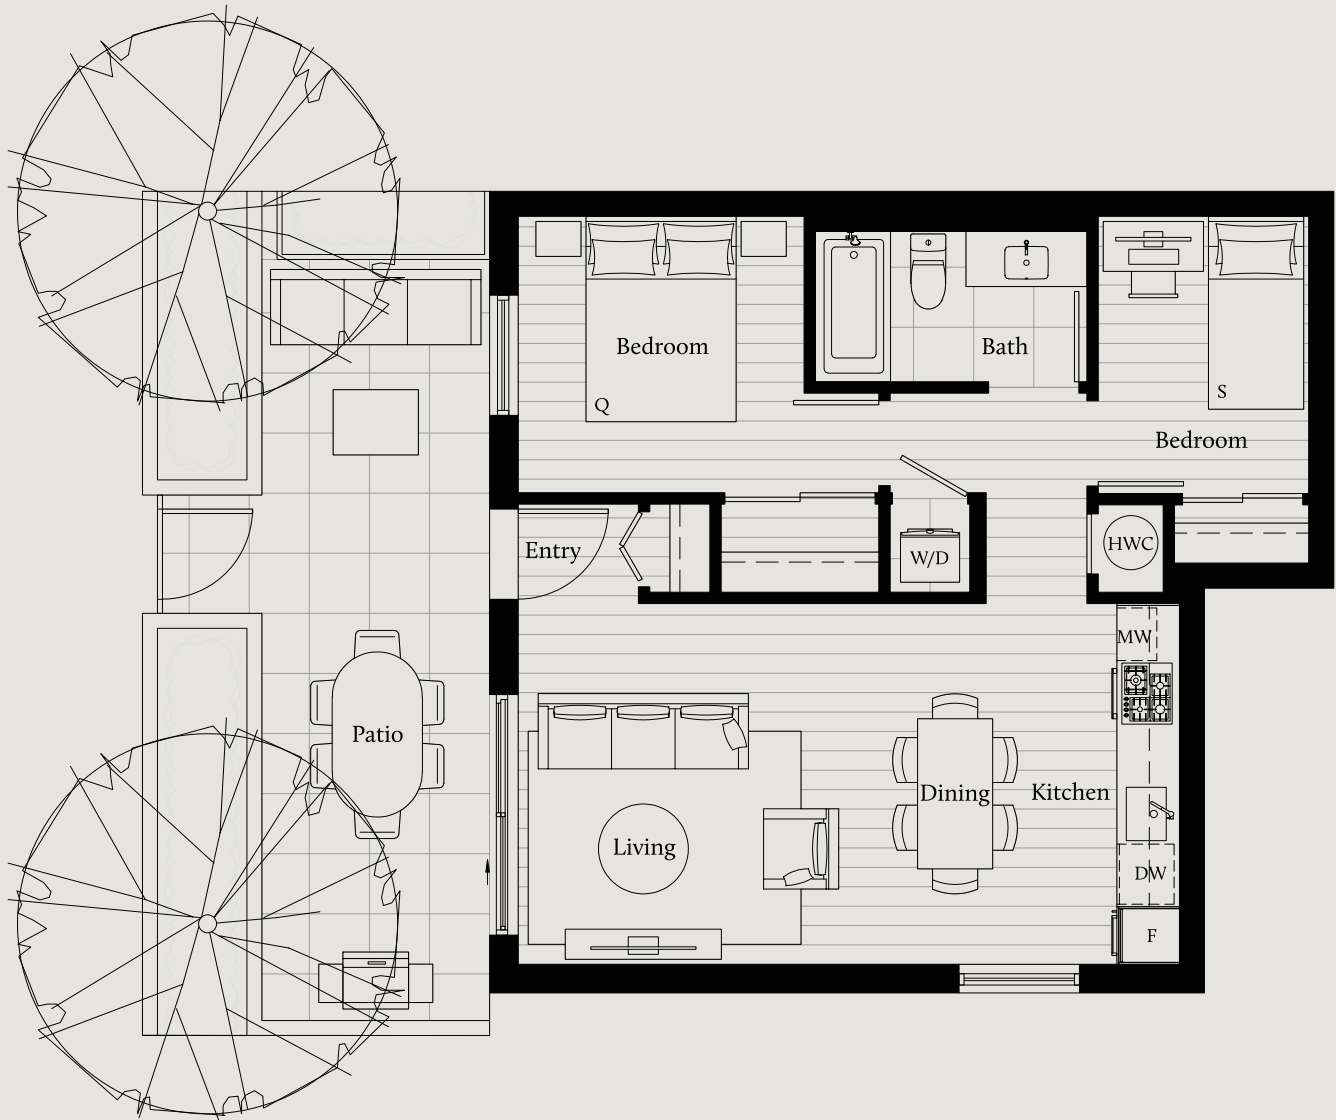 Bedroom
Bath
Q
S
Bedroom
Entry
W/D
HWC
MW
Patio
Dining
Kitchen
Living
DW
F